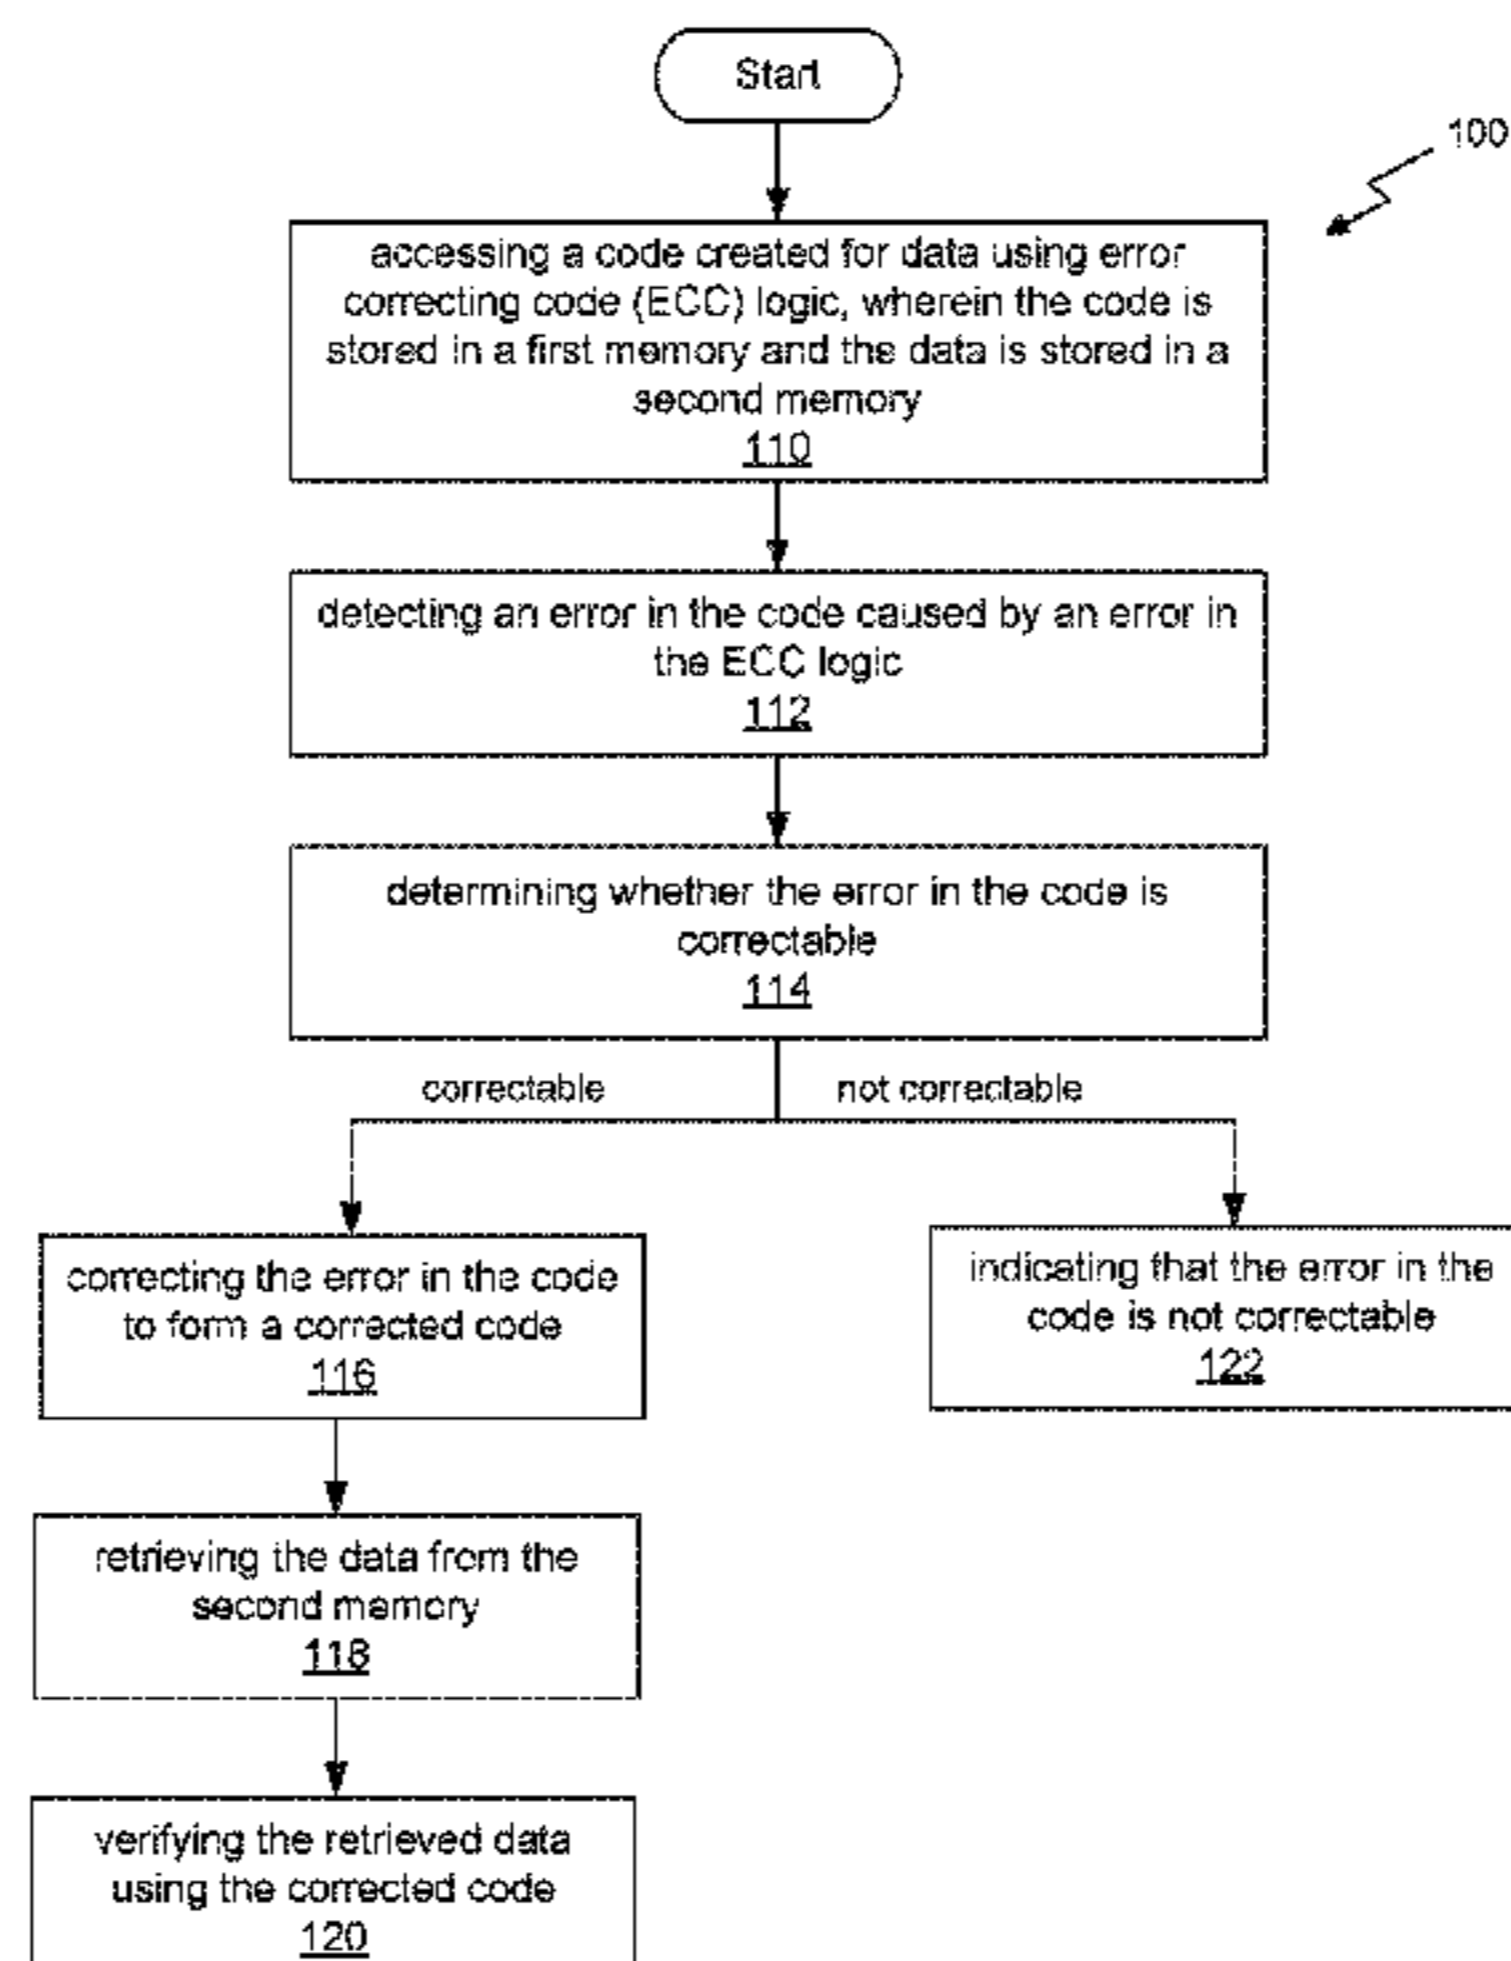 Start
100
accessing a code created for data using error
correcting code (ECC) logic, wherein the code is
stored in a first memory and the data is stored in a
second memory
110
detecting an error in the code caused by an error in
the ECC logic
112
determining whether the error in the code is
correctable
114
correctable
not correctable
correcting the error in the code
to form a corrected code
116
indicating that the error in the
code is not correctable
122
retrieving the data from the
second memory
118
verifying the retrieved data
using the corrected code
120